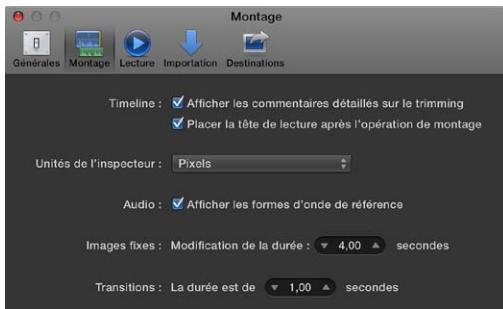 Montage
Générales Montage Lecture Importation Destinations
Timeline : Afficher les commentaires détaillés sur le trimming
Placer la tête de lecture après l'opération de montage
Unités de l'inspecteur : Pixels
Audio : Afficher les formes d'onde de référence
Images fixes : Modification de la durée : 4,00 secondes
Transitions : La durée est de 1,00 secondes